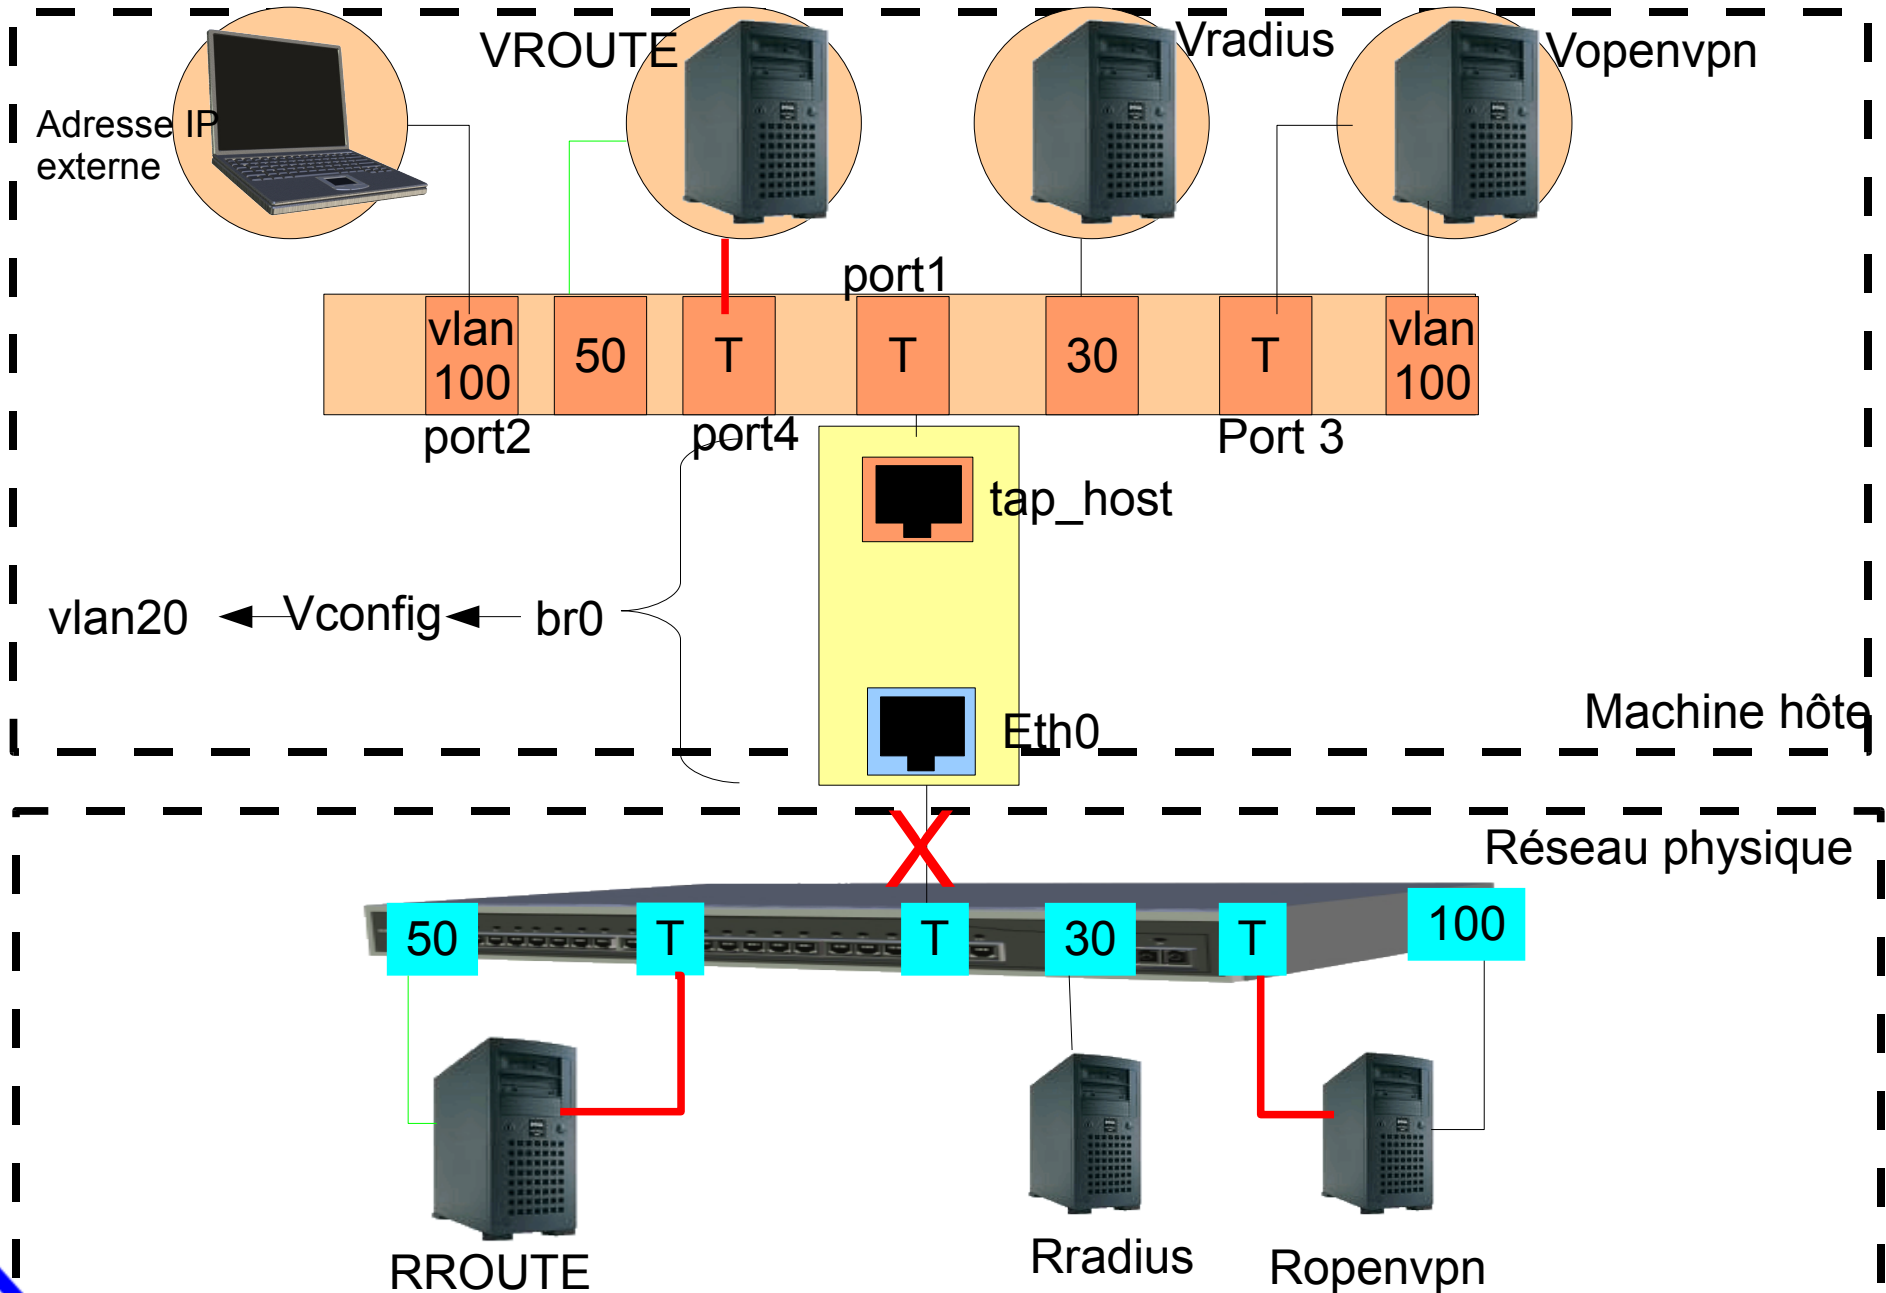 VROUTE
Vradius
Vopenvpn
Adresse IP
externe
port1
vlan
100
50
T
T
30
T
vlan
100
port2
port4
Port 3
tap_host
vlan20
Vconfig
br0
Eth0
Machine hôte
Réseau physique
50
T
T
30
T
100
RROUTE
Rradius
Ropenvpn